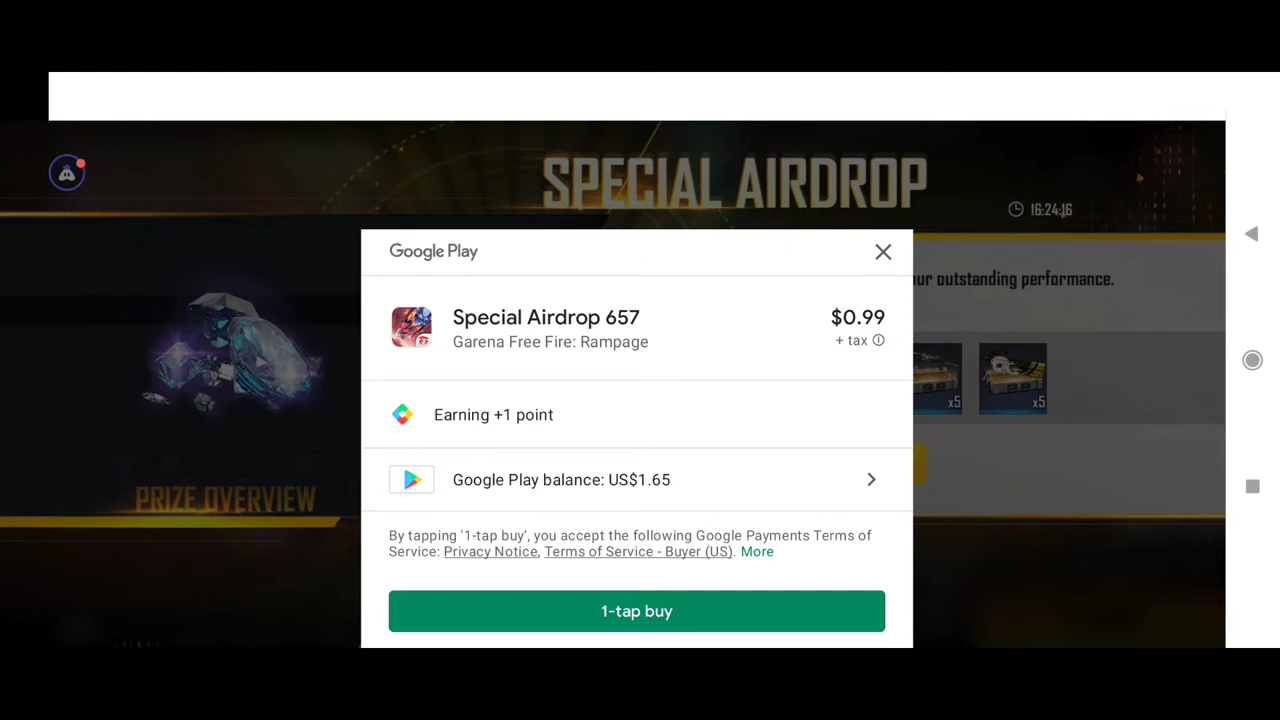 SPECIAL AIRDROP
16:24:16
Google Play
our outstanding performance.
Special Airdrop 657
$0.99
Garena Free Fire: Rampage
+ tax
x5
x5
Earning +1 point
Google Play balance: US$1.65
PRIZE OVERVIEW
By tapping '1-tap buy', you accept the following Google Payments Terms of
Service: Privacy Notice, Terms of Service - Buyer (US). More
1-tap buy